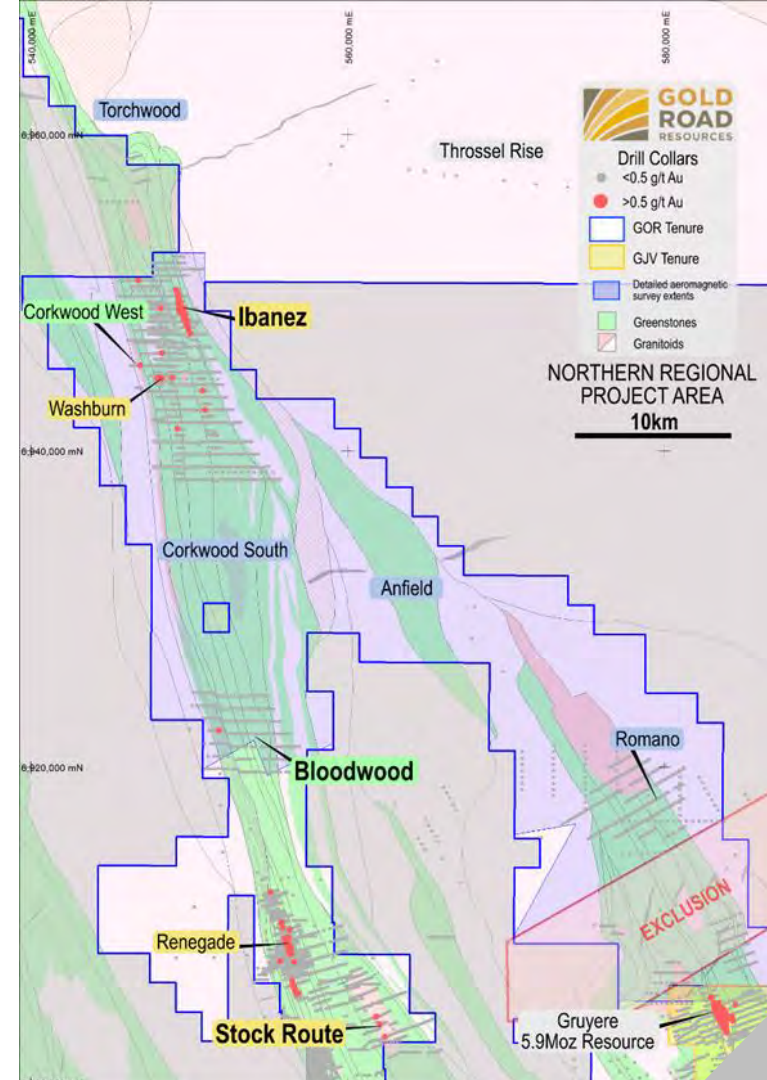 540,000 mE
560,000 mE
580,000 mE
Torchwood
6,960,000 mN
Throssel Rise
GOLD
ROAD
RESOURCES
Drill Collars
<0.5 g/t Au
>0.5 g/t Au
GOR Tenure
GJV Tenure
Detailed aeromagnetic
survey extents
Greenstones
Granitoids
NORTHERN REGIONAL
PROJECT AREA
10km
Corkwood West
Ibanez
Washburn
6,940,000 mN
Corkwood South
Anfield
Romano
6,920,000 mN
Bloodwood
EXCLUSION
Renegade
Stock Route
Gruyere
5.9Moz Resource